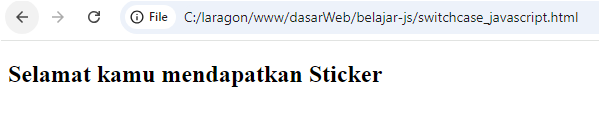 File C:/laragon/www/dasarWeb/belajar-js/switchcase_javascript.html
Selamat kamu mendapatkan Sticker